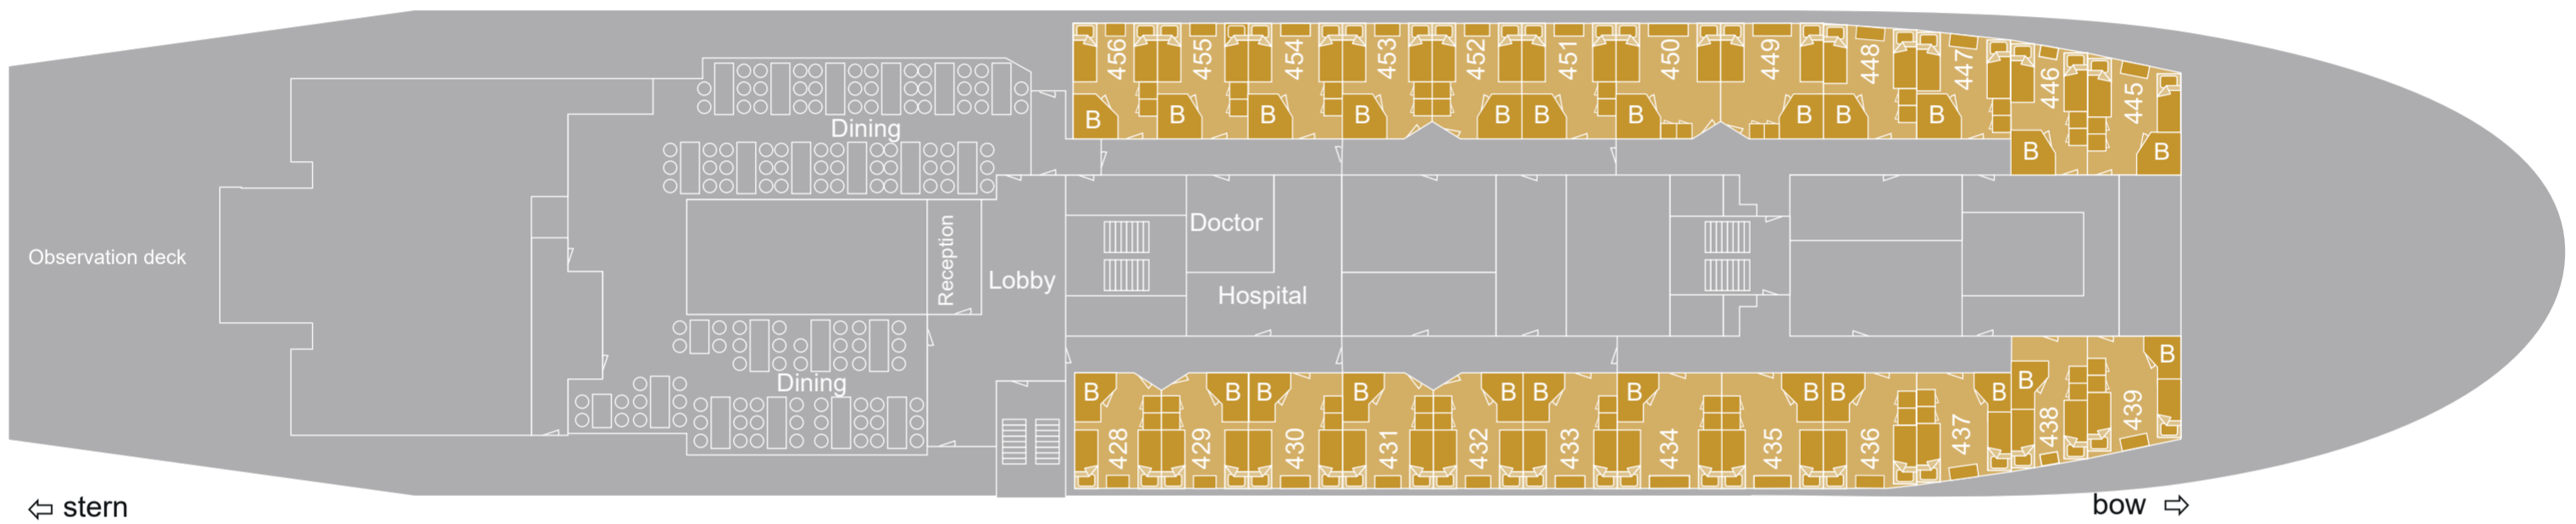 456 455 454 453 452 451 450 449 448 447 446 445
B B B B B B B B B B B B
Dining
Doctor
Reception
Observation deck
Lobby
Hospital
Dining
B B B B B B B B B B B B
428 429 430 431 432 433 434 435 436 437 438 439
stern
bow